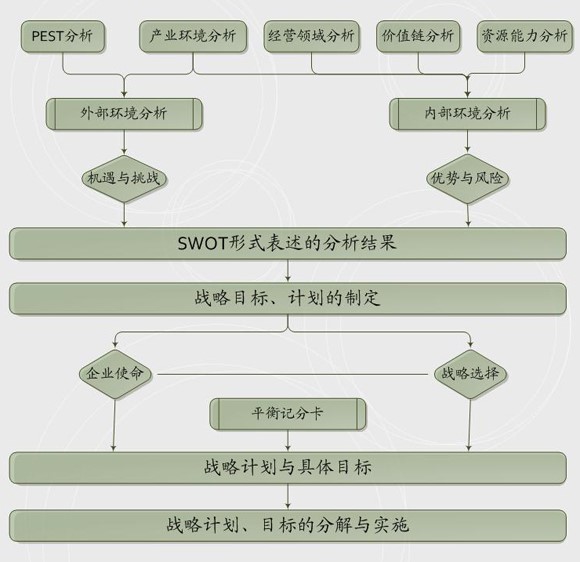 PEST分析
产业环境分析
经营领域分析
价值链分析
资源能力分析
外部环境分析
内部环境分析
机遇与挑战
优势与风险
SWOT形式表述的分析结果
战略目标、计划的制定
企业使命
战略选择
平衡记分卡
战略计划与具体目标
战略计划、目标的分解与实施